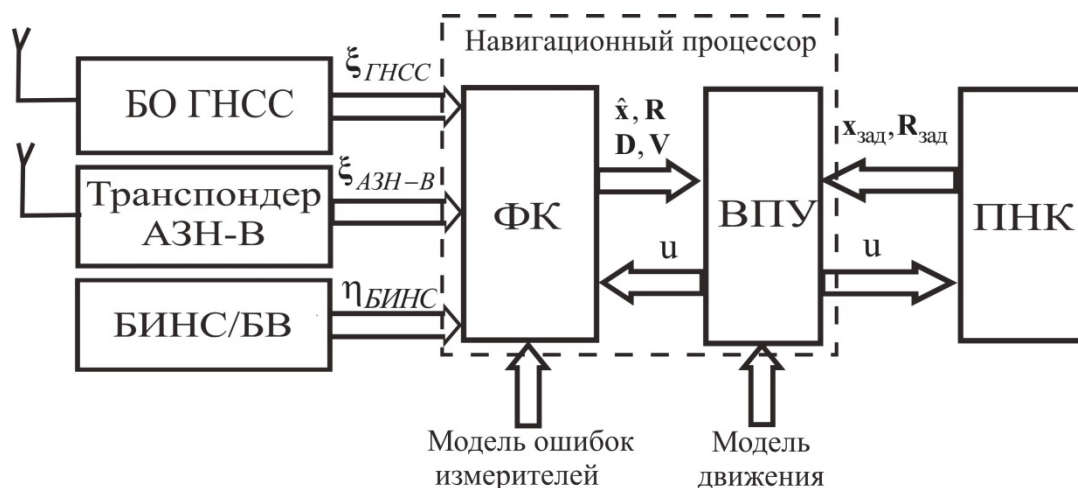 Навигационный процессор
БО ГНСС
ξГНСС
Транспондер
АЗН-В
ξАЗН–В
БИНС/БВ
ηБИНС
ФК
x̂, R
D, V
u
ВПУ
xзад, Rзад
u
ПНК
Модель ошибок
измерителей
Модель
движения